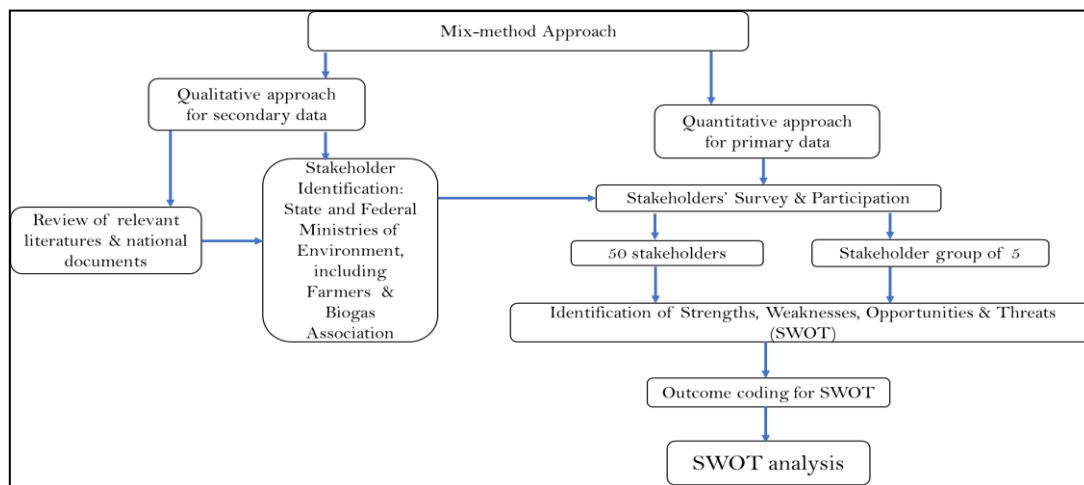 Mix-method Approach
Qualitative approach
for secondary data
Quantitative approach
for primary data
Stakeholder
Identification:
State and Federal
Ministries of
Environment,
including
Farmers &
Biogas
Association
Review of relevant
literatures & national
documents
Stakeholders' Survey & Participation
50 stakeholders
Stakeholder group of 5
Identification of Strengths, Weaknesses, Opportunities & Threats
(SWOT)
Outcome coding for SWOT
SWOT analysis